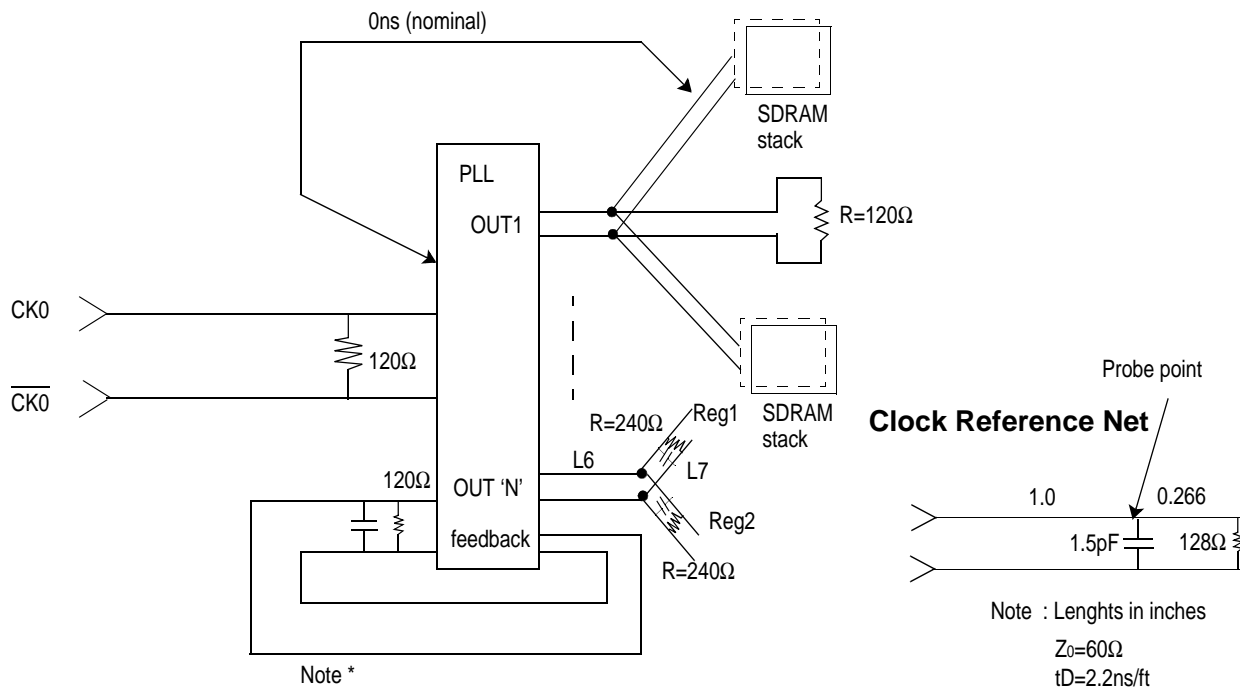 0ns (nominal)
SDRAM
stack
PLL
OUT1
R=120Ω
CK0
120Ω
CK0
Probe point
SDRAM
stack
Clock Reference Net
Reg1
R=240Ω
L6
L7
120Ω
OUT ‘N’
Reg2
feedback
R=240Ω
1.0
0.266
1.5pF
128Ω
Note : Lenghts in inches
Z0=60Ω
tD=2.2ns/ft
Note *